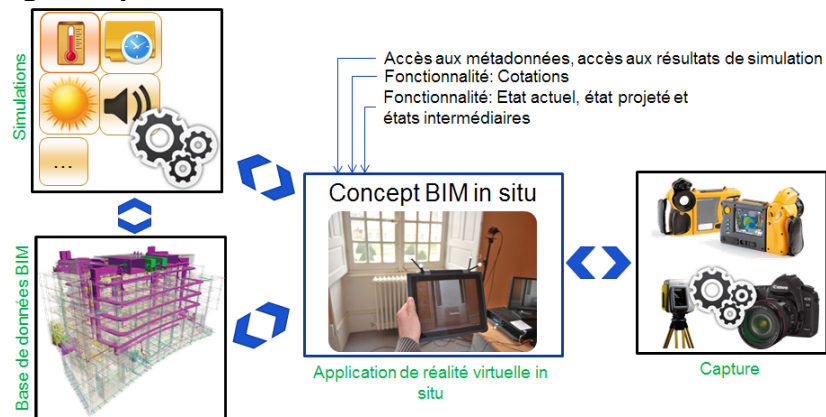 Simulations
...
Accès aux métadonnées, accès aux résultats de simulation
Fonctionnalité: Cotations
Fonctionnalité: Etat actuel, état projeté et
états intermédiaires
Concept BIM in situ
Application de réalité virtuelle in
situ
Base de données BIM
Canon
Capture